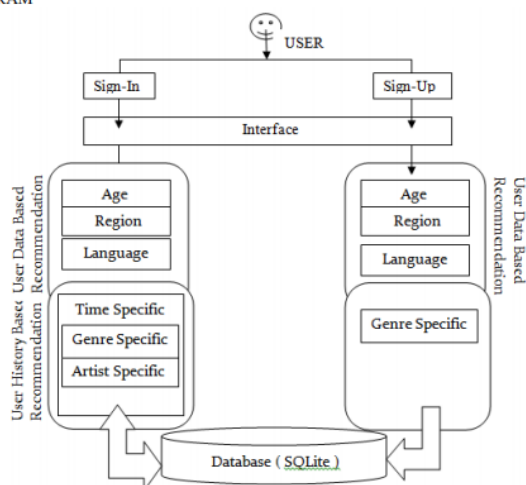 USER
Sign-In
Sign-Up
Interface
User Data Based
Recommendation
Age
Region
Language
User History Based
Recommendation
Time Specific
Genre Specific
Artist Specific
Age
Region
Language
User Data Based
Recommendation
Genre Specific
Database ( SQLite )